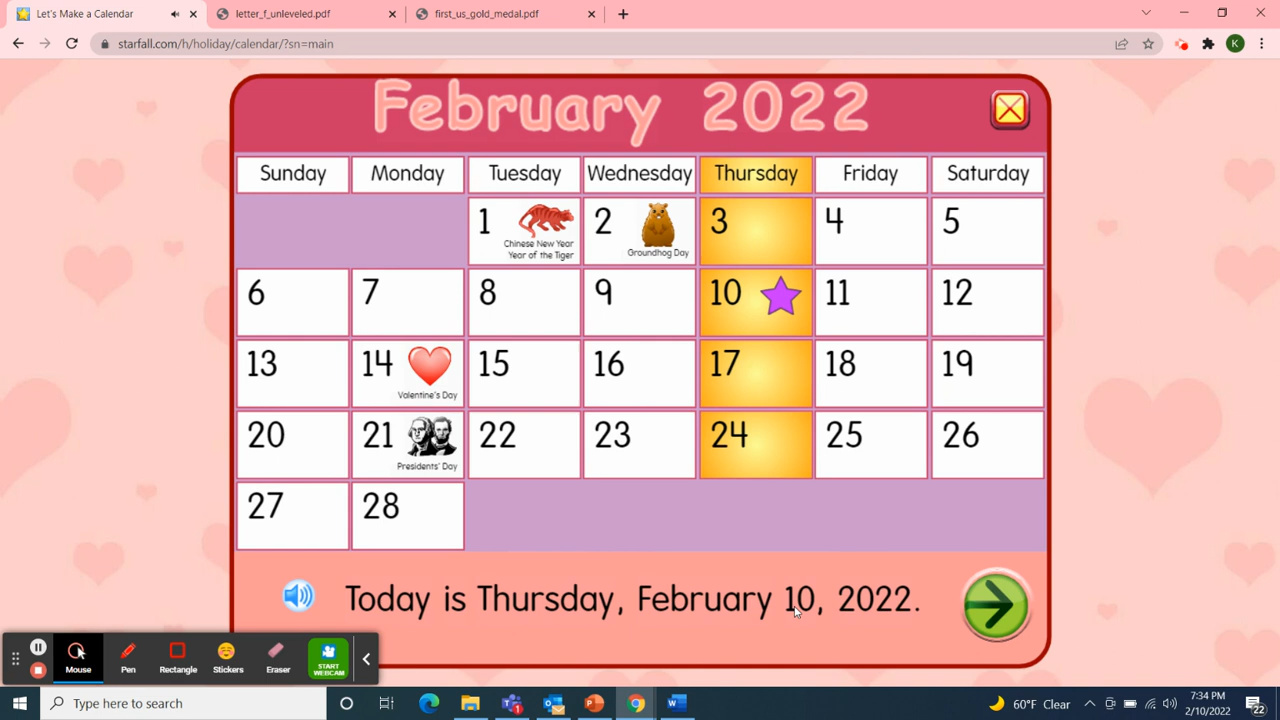 Let's Make a Calendar
letter_f_unleveled.pdf
first_us_gold_medal.pdf
starfall.com/h/holiday/calendar/?sn=main
K
February 2022
Sunday Monday Tuesday Wednesday Thursday Friday Saturday
1 2 3 4 5
Chinese New Year
Year of the Tiger
Groundhog Day
6 7 8 9 10 11 12
13 14 15 16 17 18 19
Valentine's Day
20 21 22 23 24 25 26
Presidents' Day
27 28
Today is Thursday, February 10, 2022.
Mouse Pen Rectangle Stickers Eraser START
WEBCAM
Type here to search
60°F Clear
7:34 PM
2/10/2022
22